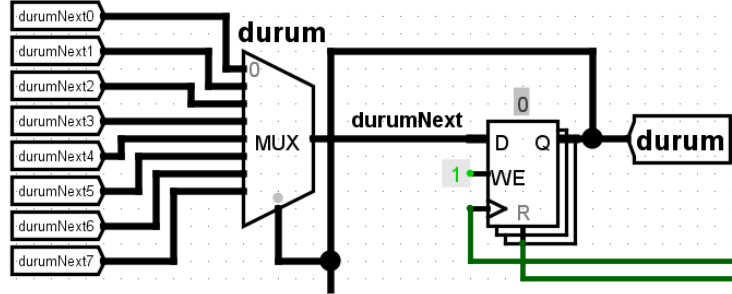 durumNext0
durumNext1
durumNext2
durumNext3
durumNext4
durumNext5
durumNext6
durumNext7
durum
0
MUX
durumNext
0
D Q
1 WE
R
durum